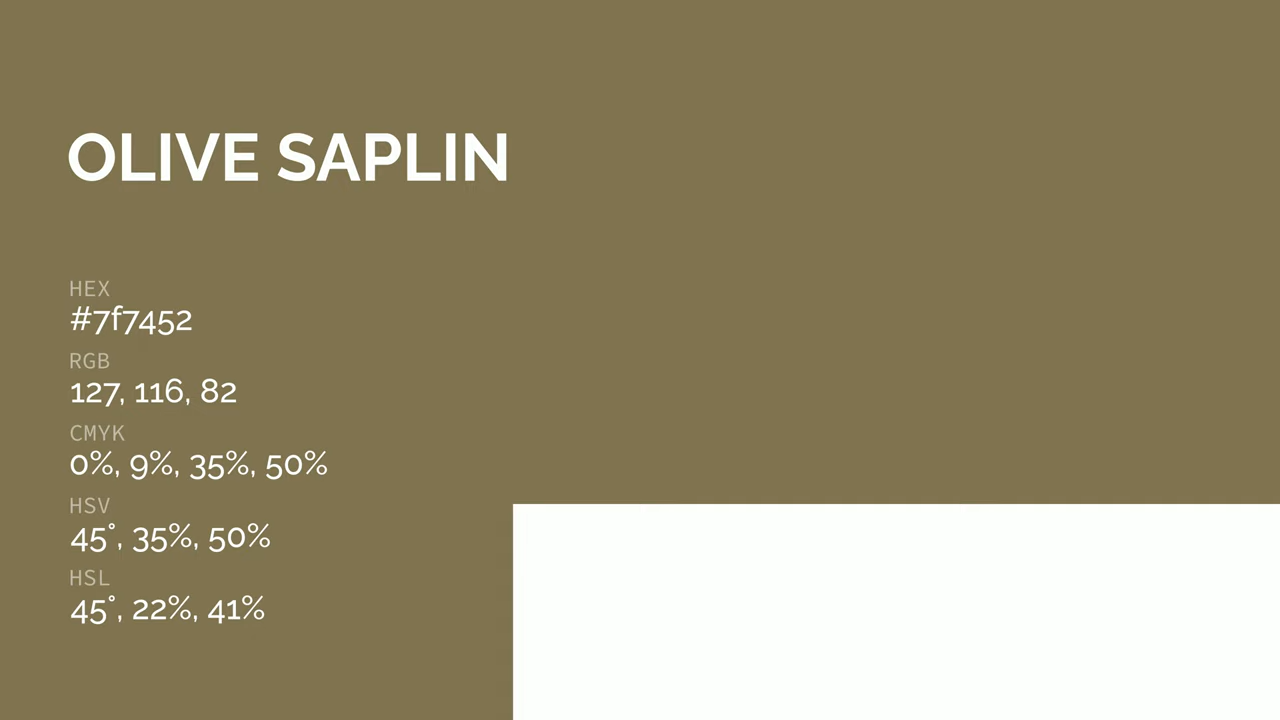 OLIVE SAPLIN
HEX
#7f7452
RGB
127, 116, 82
CMYK
0%, 9%, 35%, 50%
HSV
45°, 35%, 50%
HSL
45°, 22%, 41%